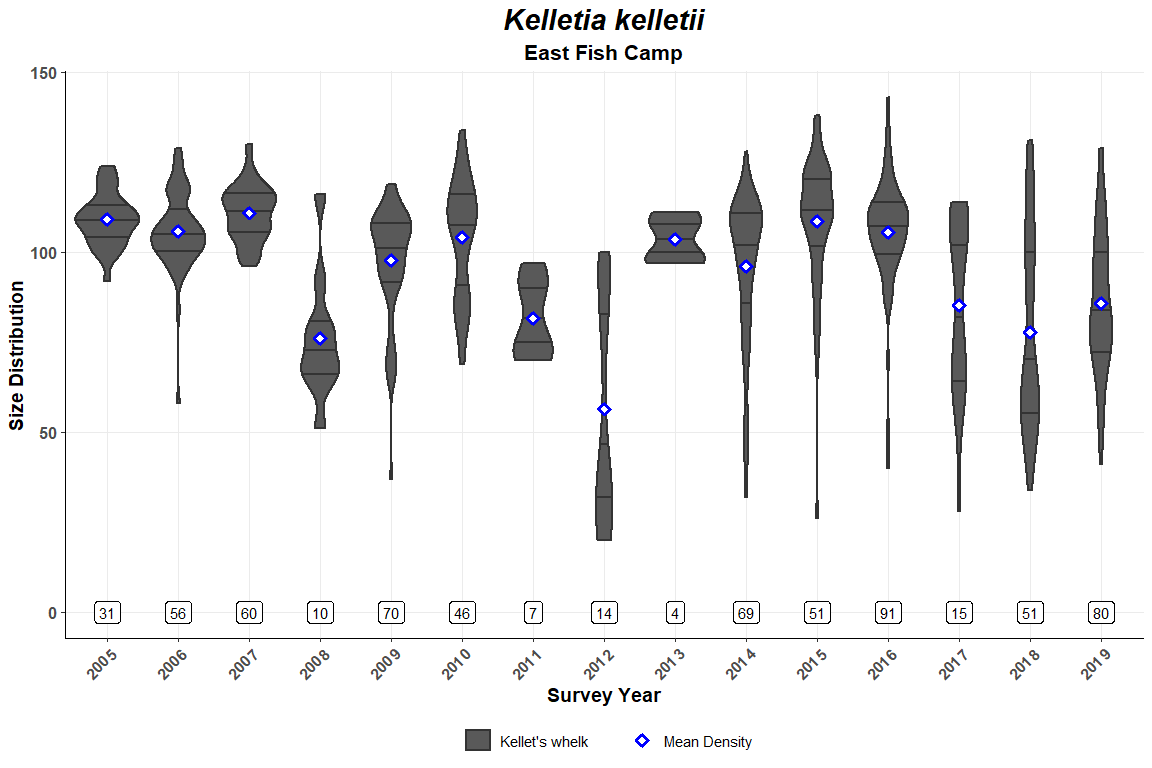 Kelletia kelletii
East Fish Camp
150
100
50
0
Size Distribution
31 56 60 10 70 46 7 14 4 69 51 91 15 51 80
2005 2006 2007 2008 2009 2010 2011 2012 2013 2014 2015 2016 2017 2018 2019
Survey Year
Kellet's whelk Mean Density